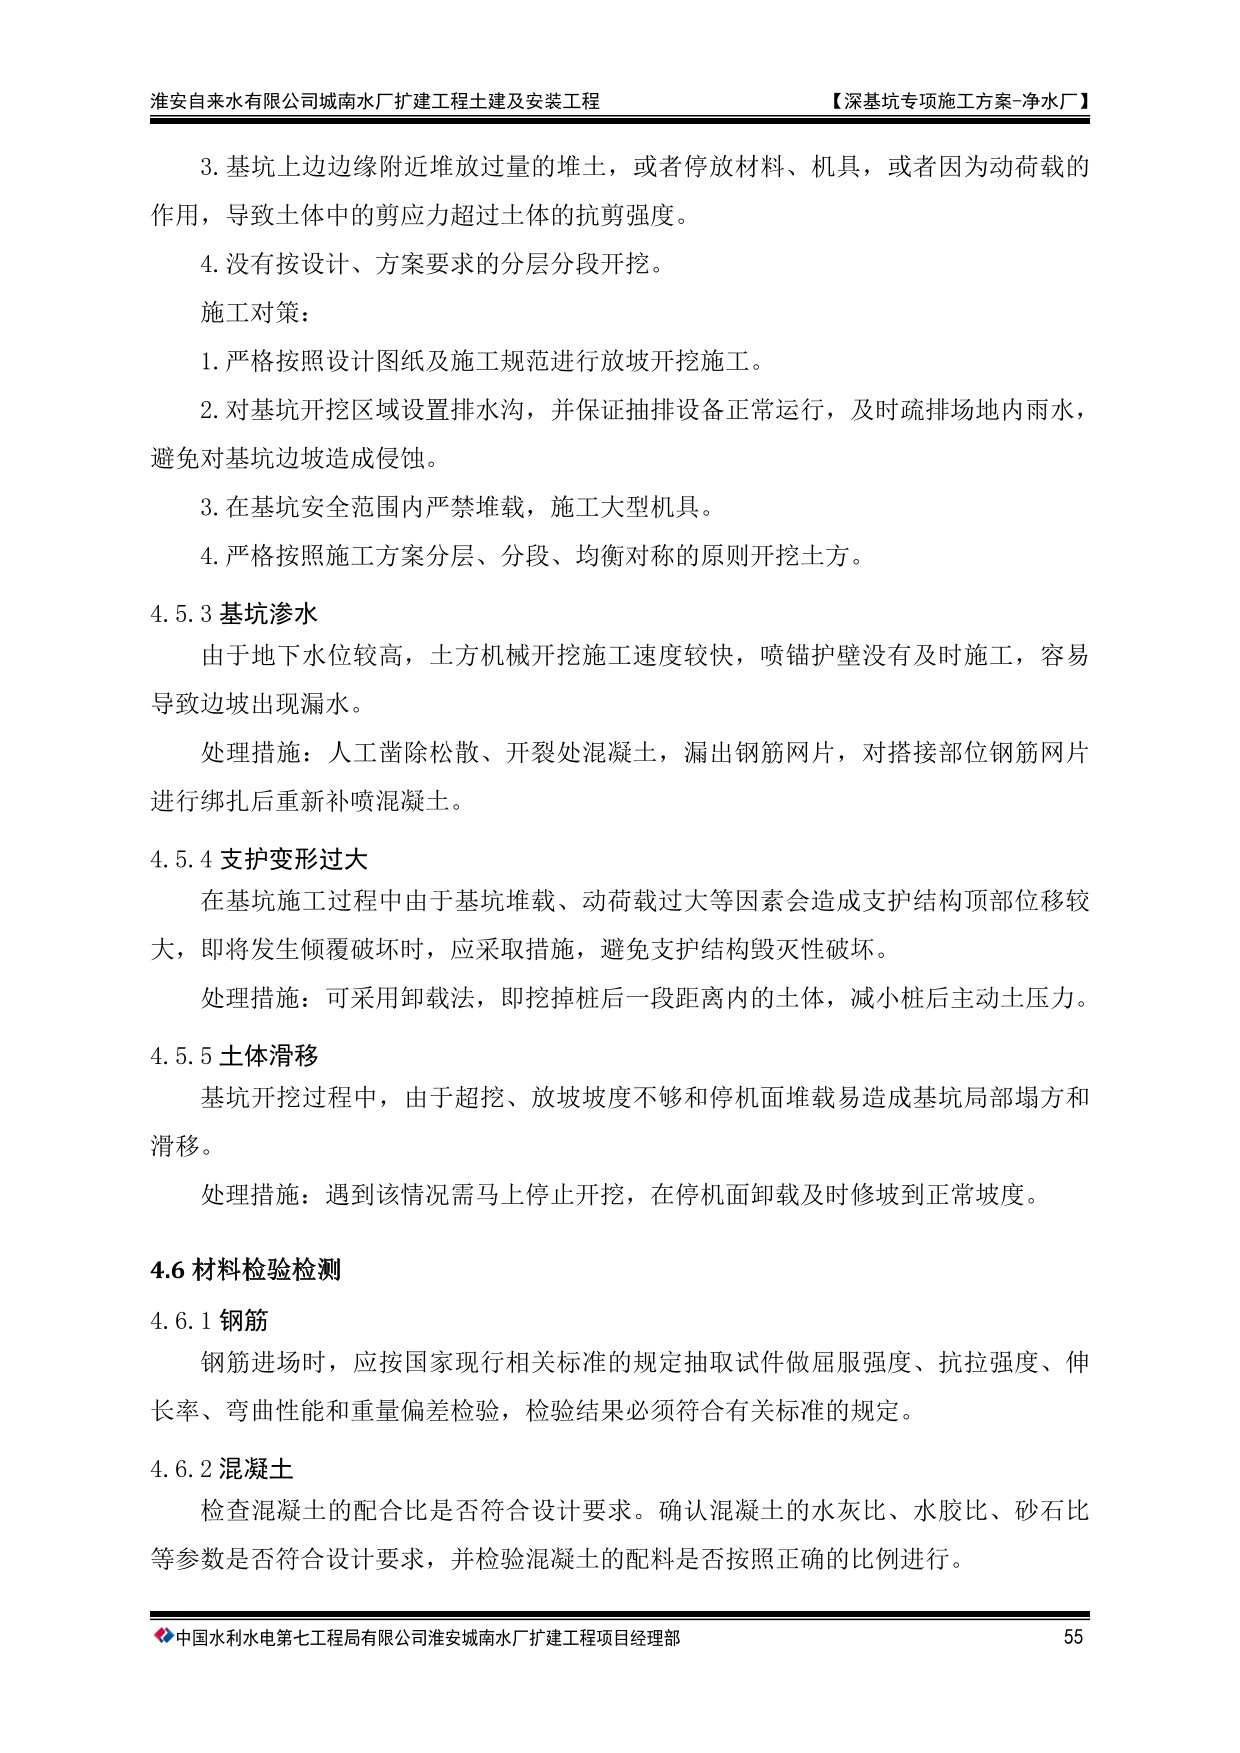 淮安自来水有限公司城南水厂扩建工程土建及安装工程 【深基坑专项施工方案-净水厂】
3.基坑上边边缘附近堆放过量的堆土，或者停放材料、机具，或者因为动荷载的
作用，导致土体中的剪应力超过土体的抗剪强度。
4.没有按设计、方案要求的分层分段开挖。
施工对策：
1.严格按照设计图纸及施工规范进行放坡开挖施工。
2.对基坑开挖区域设置排水沟，并保证抽排设备正常运行，及时疏排场地内雨水，
避免对基坑边坡造成侵蚀。
3.在基坑安全范围内严禁堆载，施工大型机具。
4.严格按照施工方案分层、分段、均衡对称的原则开挖土方。
4.5.3 基坑渗水
由于地下水位较高，土方机械开挖施工速度较快，喷锚护壁没有及时施工，容易
导致边坡出现漏水。
处理措施：人工凿除松散、开裂处混凝土，漏出钢筋网片，对搭接部位钢筋网片
进行绑扎后重新补喷混凝土。
4.5.4 支护变形过大
在基坑施工过程中由于基坑堆载、动荷载过大等因素会造成支护结构顶部位移较
大，即将发生倾覆破坏时，应采取措施，避免支护结构毁灭性破坏。
处理措施：可采用卸载法，即挖掉桩后一段距离内的土体，减小桩后主动土压力。
4.5.5 土体滑移
基坑开挖过程中，由于超挖、放坡坡度不够和停机面堆载易造成基坑局部塌方和
滑移。
处理措施：遇到该情况需马上停止开挖，在停机面卸载及时修坡到正常坡度。
4.6 材料检验检测
4.6.1 钢筋
钢筋进场时，应按国家现行相关标准的规定抽取试件做屈服强度、抗拉强度、伸
长率、弯曲性能和重量偏差检验，检验结果必须符合有关标准的规定。
4.6.2 混凝土
检查混凝土的配合比是否符合设计要求。确认混凝土的水灰比、水胶比、砂石比
等参数是否符合设计要求，并检验混凝土的配料是否按照正确的比例进行。
中国水利水电第七工程局有限公司淮安城南水厂扩建工程项目经理部 55